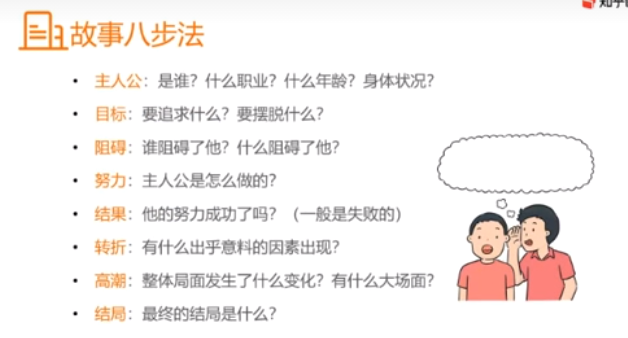 知乎
故事八步法
• 主人公：是谁？什么职业？什么年龄？身体状况？
• 目标：要追求什么？要摆脱什么？
• 阻碍：谁阻碍了他？什么阻碍了他？
• 努力：主人公是怎么做的？
• 结果：他的努力成功了吗？（一般是失败的）
• 转折：有什么出乎意料的因素出现？
• 高潮：整体局面发生了什么变化？有什么大场面？
• 结局：最终的结局是什么？